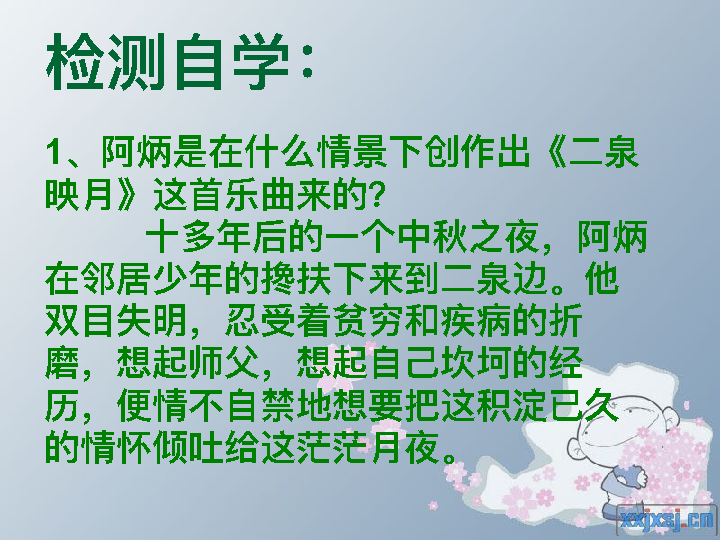 检测自学：
1、阿炳是在什么情景下创作出《二泉
映月》这首乐曲来的?
十多年后的一个中秋之夜，阿炳
在邻居少年的搀扶下来到二泉边。他
双目失明，忍受着贫穷和疾病的折
磨，想起师父，想起自己坎坷的经
历，便情不自禁地想要把这积淀已久
的情怀倾吐给这茫茫月夜。
xxjxsj.cn